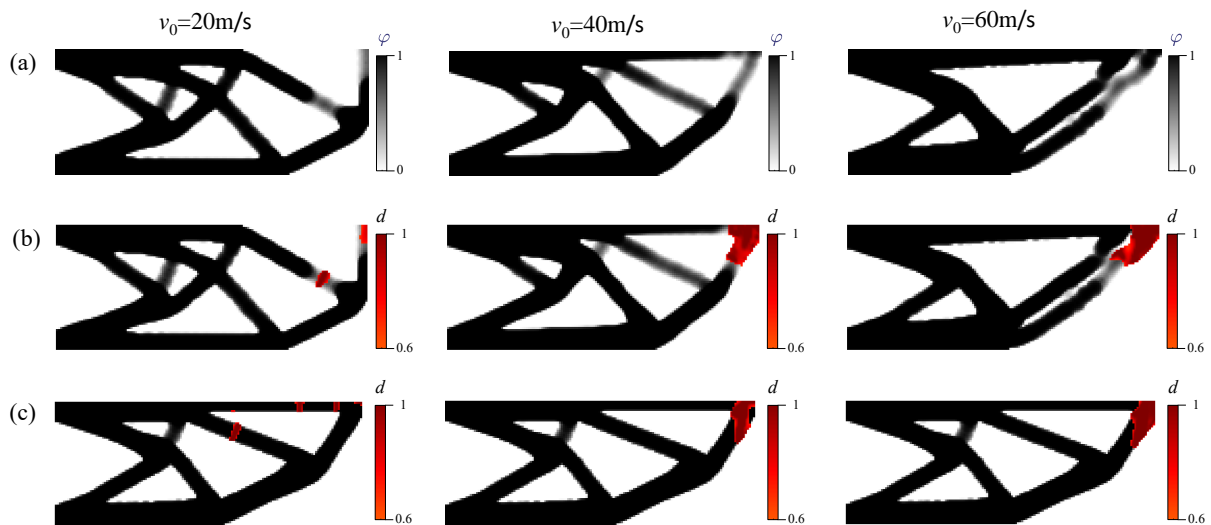 v₀=20m/s v₀=40m/s v₀=60m/s
(a) φ 1 0 φ 1 0 φ 1 0
(b) d 1 0.6 d 1 0.6 d 1 0.6
(c) d 1 0.6 d 1 0.6 d 1 0.6